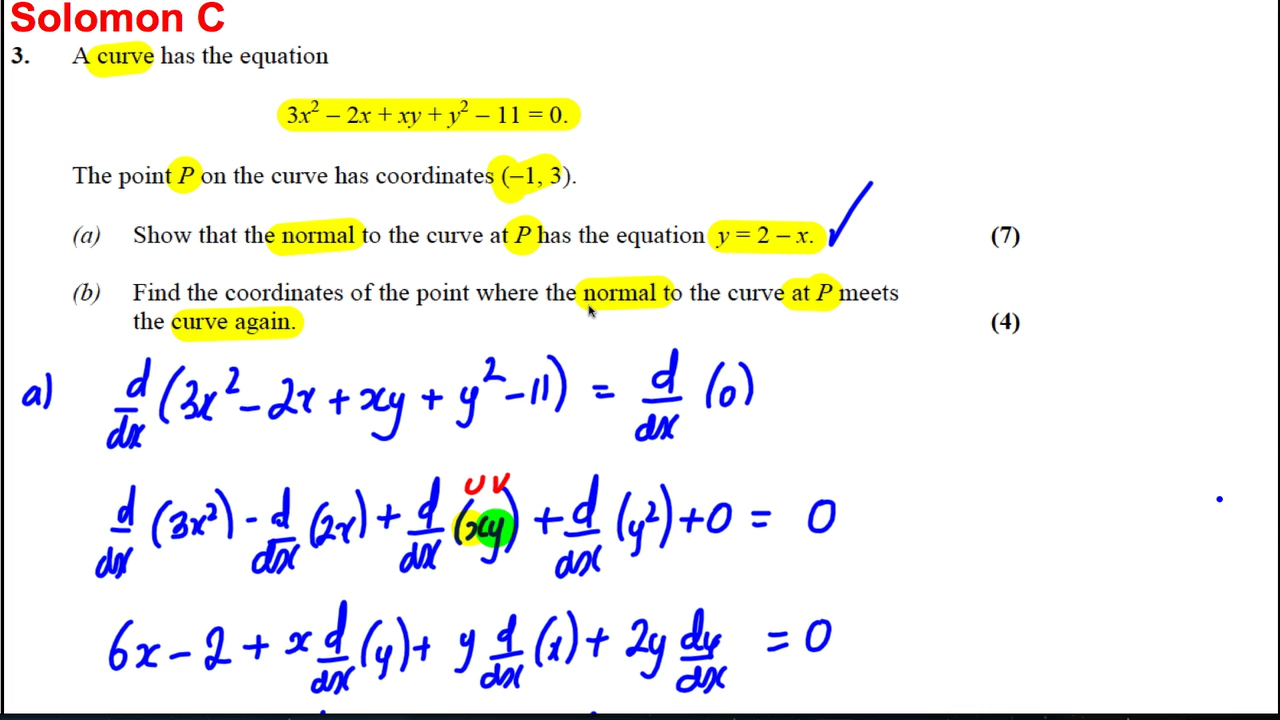 Solomon C
3. A curve has the equation
3x² – 2x + xy + y² – 11 = 0.
The point P on the curve has coordinates (–1, 3).
(a) Show that the normal to the curve at P has the equation y = 2 – x. (7)
(b) Find the coordinates of the point where the normal to the curve at P meets
the curve again. (4)
a) d/dx (3x² - 2x + xy + y² - 11) = d/dx (0)
U V
d/dx (3x²) - d/dx (2x) + d/dx (xy) + d/dx (y²) + 0 = 0
6x - 2 + x d/dx (y) + y d/dx (x) + 2y dy/dx = 0